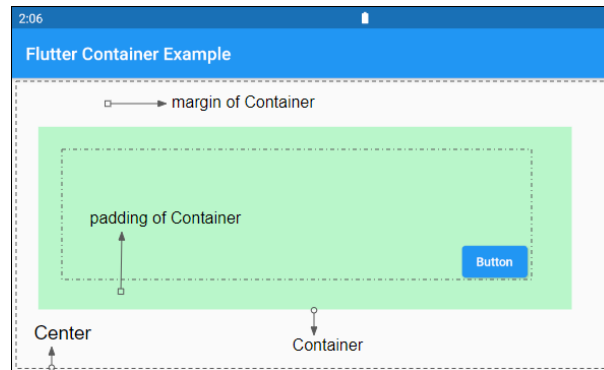 2:06
Flutter Container Example
margin of Container
padding of Container
Button
Center
Container